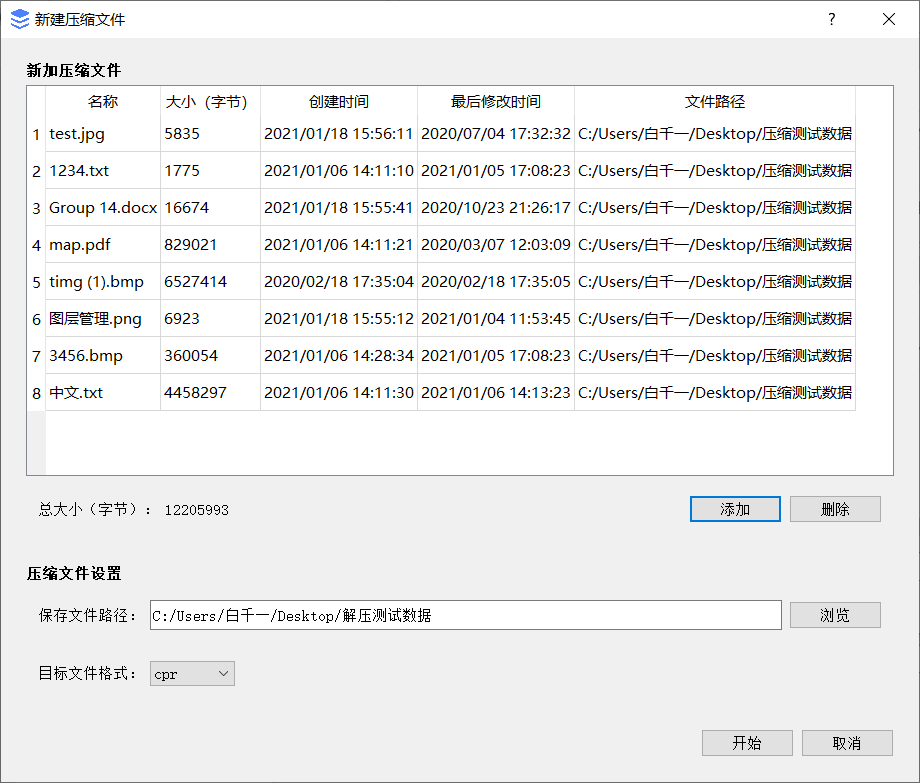 新建压缩文件 ?
新加压缩文件
名称 大小（字节） 创建时间 最后修改时间 文件路径
1 test.jpg 5835 2021/01/18 15:56:11 2020/07/04 17:32:32 C:/Users/白千一/Desktop/压缩测试数据
2 1234.txt 1775 2021/01/06 14:11:10 2021/01/05 17:08:23 C:/Users/白千一/Desktop/压缩测试数据
3 Group 14.docx 16674 2021/01/18 15:55:41 2020/10/23 21:26:17 C:/Users/白千一/Desktop/压缩测试数据
4 map.pdf 829021 2021/01/06 14:11:21 2020/03/07 12:03:09 C:/Users/白千一/Desktop/压缩测试数据
5 timg (1).bmp 6527414 2020/02/18 17:35:04 2020/02/18 17:35:05 C:/Users/白千一/Desktop/压缩测试数据
6 图层管理.png 6923 2021/01/18 15:55:12 2021/01/04 11:53:45 C:/Users/白千一/Desktop/压缩测试数据
7 3456.bmp 360054 2021/01/06 14:28:34 2021/01/05 17:08:23 C:/Users/白千一/Desktop/压缩测试数据
8 中文.txt 4458297 2021/01/06 14:11:30 2021/01/06 14:13:23 C:/Users/白千一/Desktop/压缩测试数据
总大小（字节）： 12205993 添加 删除
压缩文件设置
保存文件路径： C:/Users/白千一/Desktop/解压测试数据 浏览
目标文件格式： cpr
开始 取消